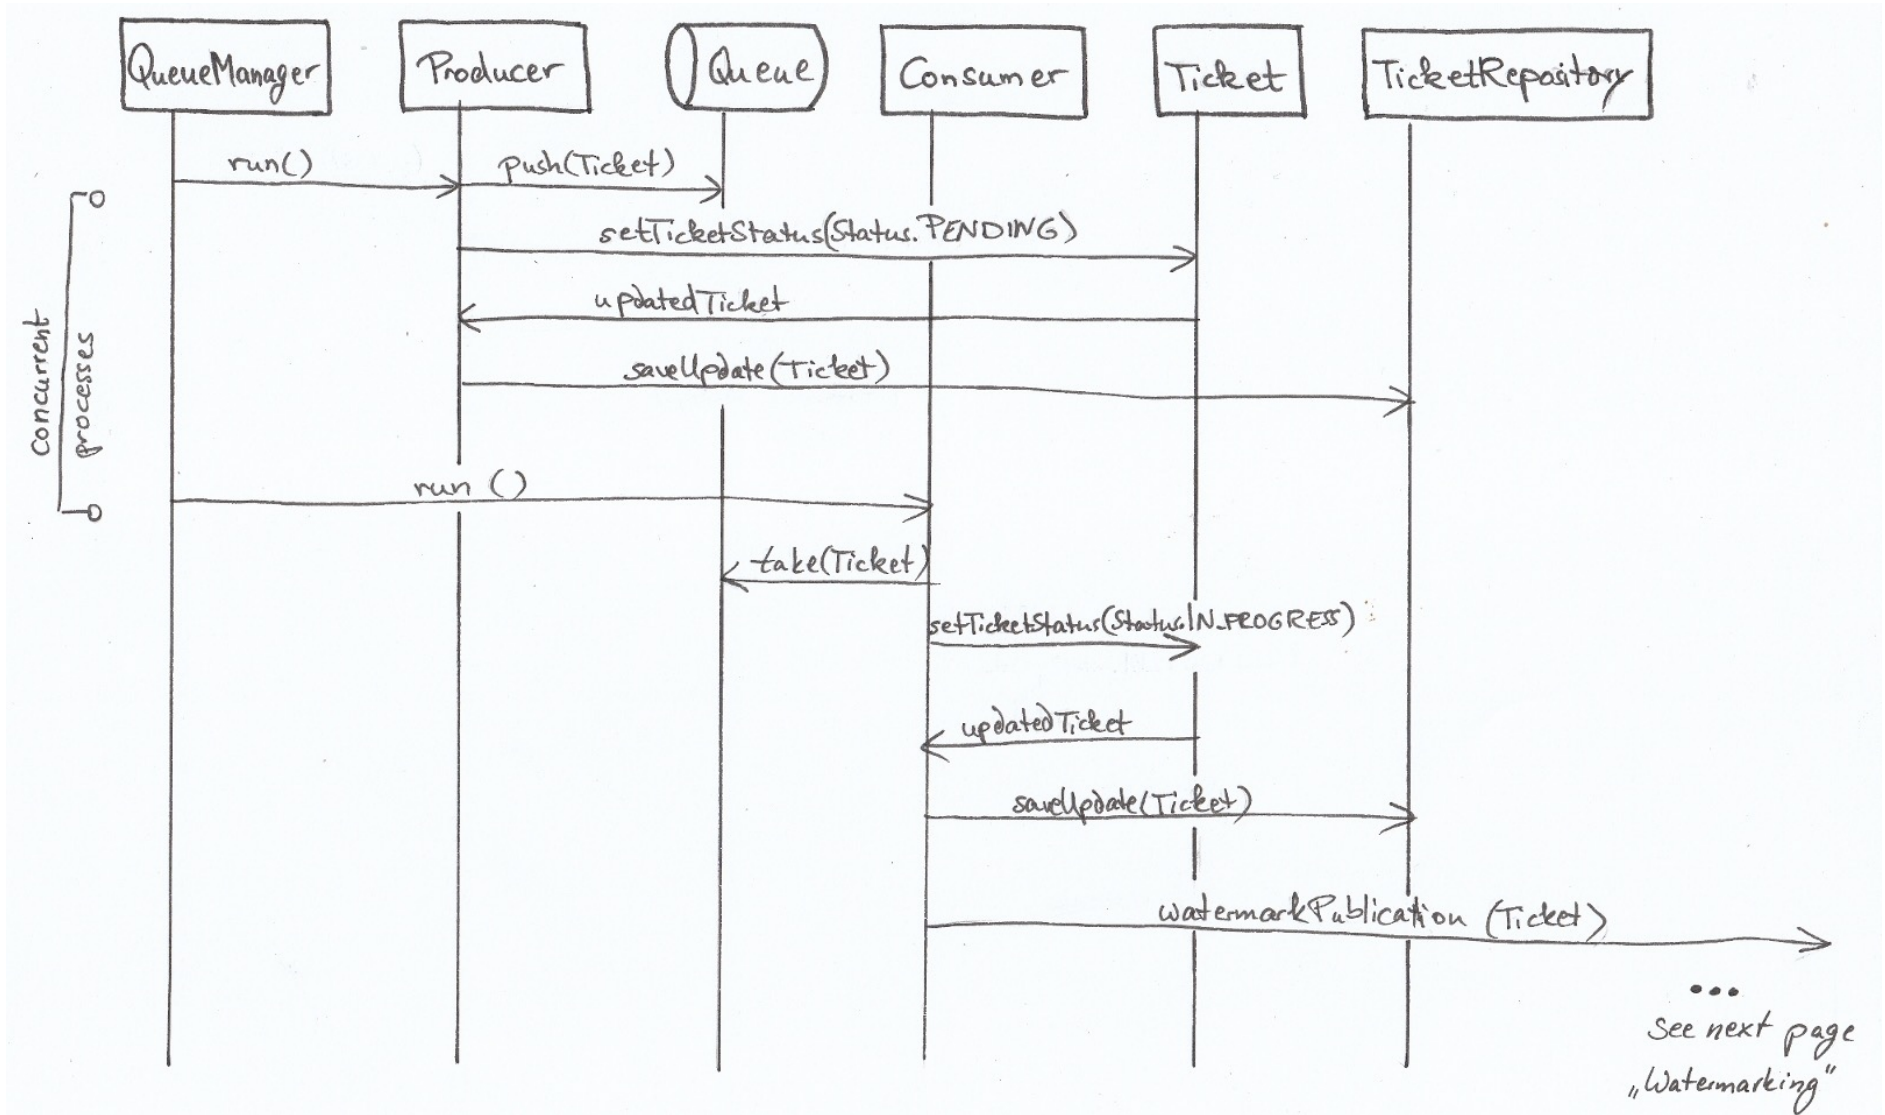 QueueManager
Producer
Queue
Consumer
Ticket
TicketRepository
run()
push(Ticket)
setTicketStatus(Status.PENDING)
updatedTicket
saveUpdate(Ticket)
concurrent
processes
run ()
take(Ticket)
setTicketStatus(Status.IN_PROGRESS)
updatedTicket
saveUpdate(Ticket)
watermarkPublication (Ticket)
...
see next page
„Watermarking"